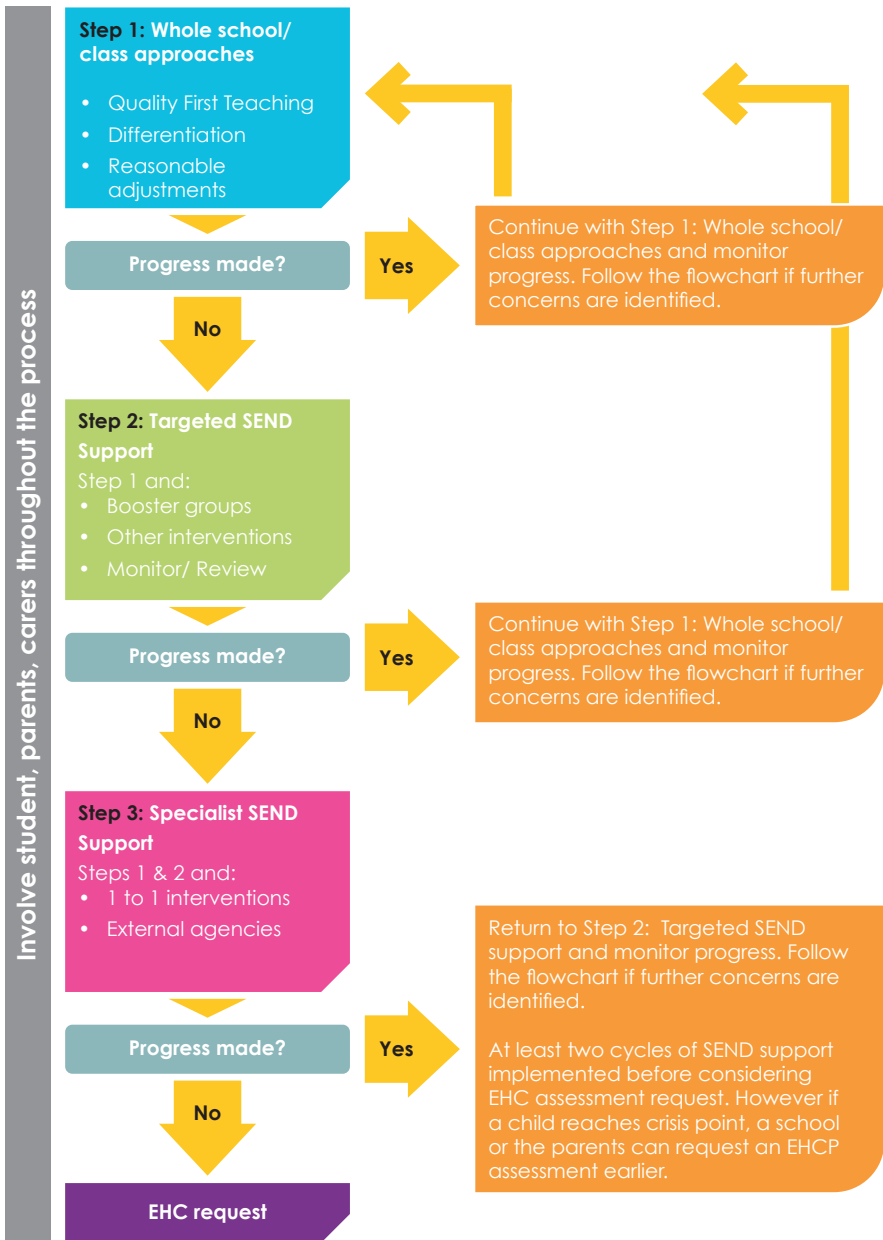 Involve student, parents, carers throughout the process
Step 1: Whole school/
class approaches
• Quality First Teaching
• Differentiation
• Reasonable
adjustments
Progress made?
Yes
Continue with Step 1: Whole school/
class approaches and monitor
progress. Follow the flowchart if further
concerns are identified.
No
Step 2: Targeted SEND
Support
Step 1 and:
• Booster groups
• Other interventions
• Monitor/ Review
Progress made?
Yes
Continue with Step 1: Whole school/
class approaches and monitor
progress. Follow the flowchart if further
concerns are identified.
No
Step 3: Specialist SEND
Support
Steps 1 & 2 and:
• 1 to 1 interventions
• External agencies
Progress made?
Yes
Return to Step 2: Targeted SEND
support and monitor progress. Follow
the flowchart if further concerns are
identified.
At least two cycles of SEND support
implemented before considering
EHC assessment request. However if
a child reaches crisis point, a school
or the parents can request an EHCP
assessment earlier.
No
EHC request